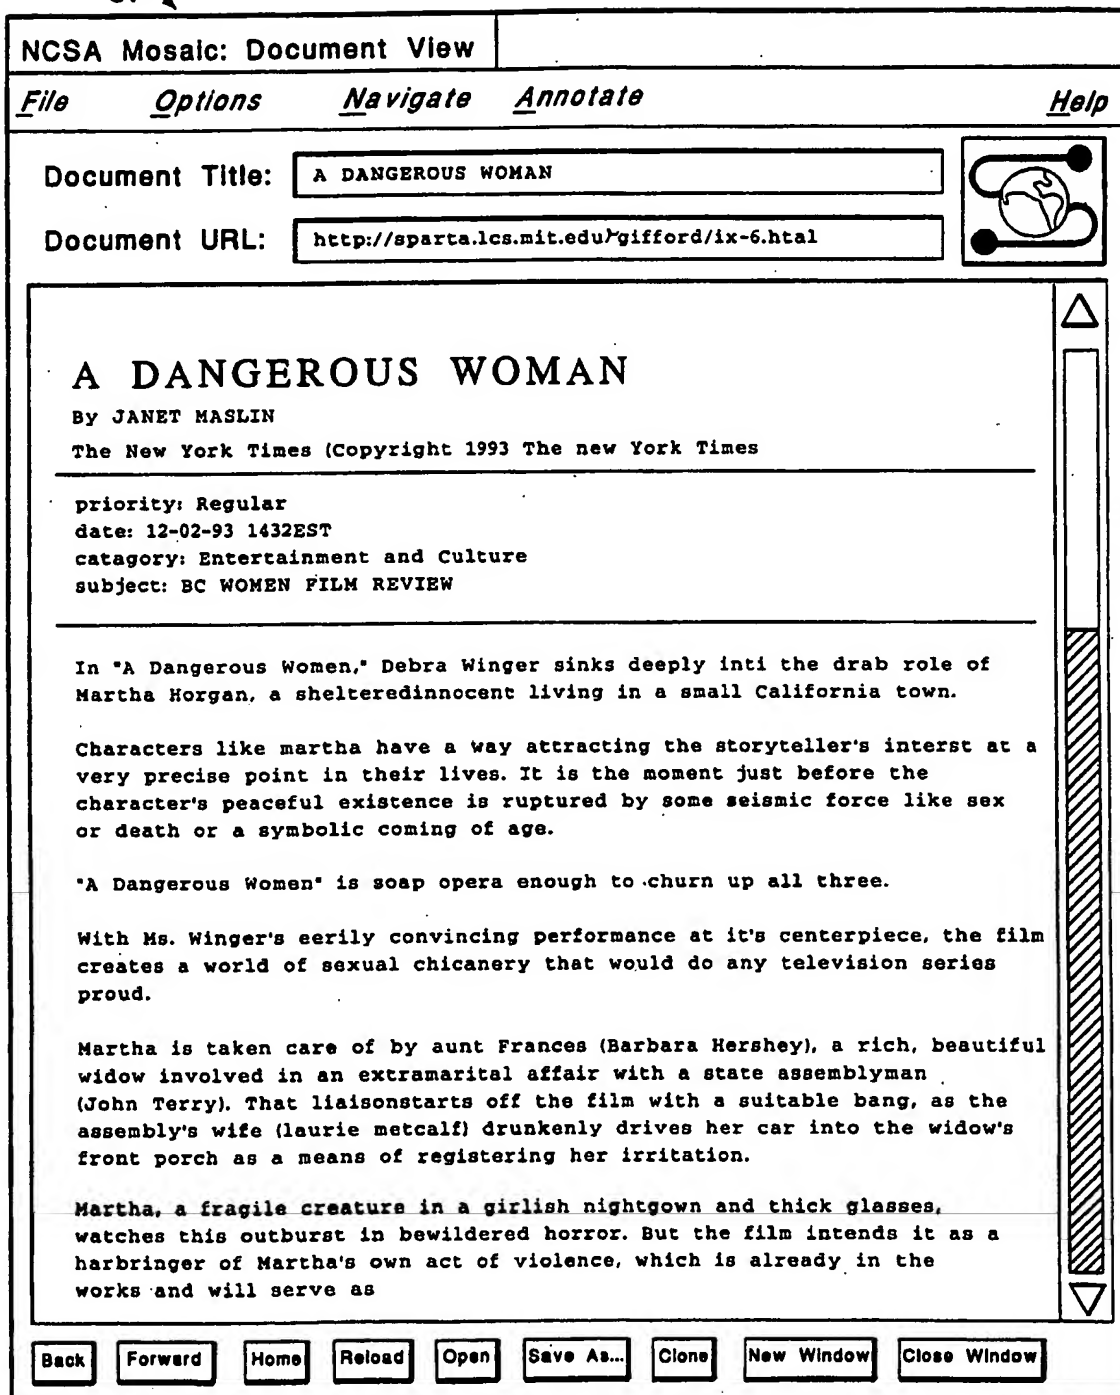 NCSA Mosaic: Document View
File Options Navigate Annotate Help
Document Title: A DANGEROUS WOMAN
Document URL: http://sparta.lcs.mit.edu/gifford/ix-6.htal
A DANGEROUS WOMAN
By JANET MASLIN
The New York Times (Copyright 1993 The new York Times
priority: Regular
date: 12-02-93 1432EST
catagory: Entertainment and Culture
subject: BC WOMEN FILM REVIEW
In "A Dangerous Women," Debra Winger sinks deeply inti the drab role of
Martha Horgan, a shelteredinnocent living in a small California town.
Characters like martha have a way attracting the storyteller's interst at a
very precise point in their lives. It is the moment just before the
character's peaceful existence is ruptured by some seismic force like sex
or death or a symbolic coming of age.
"A Dangerous Women" is soap opera enough to churn up all three.
With Ms. Winger's eerily convincing performance at it's centerpiece, the film
creates a world of sexual chicanery that would do any television series
proud.
Martha is taken care of by aunt Frances (Barbara Hershey), a rich, beautiful
widow involved in an extramarital affair with a state assemblyman
(John Terry). That liaisonstarts off the film with a suitable bang, as the
assembly's wife (laurie metcalf) drunkenly drives her car into the widow's
front porch as a means of registering her irritation.
Martha, a fragile creature in a girlish nightgown and thick glasses,
watches this outburst in bewildered horror. But the film intends it as a
harbringer of Martha's own act of violence, which is already in the
works and will serve as
Back Forward Home Reload Open Save As... Clone New Window Close Window